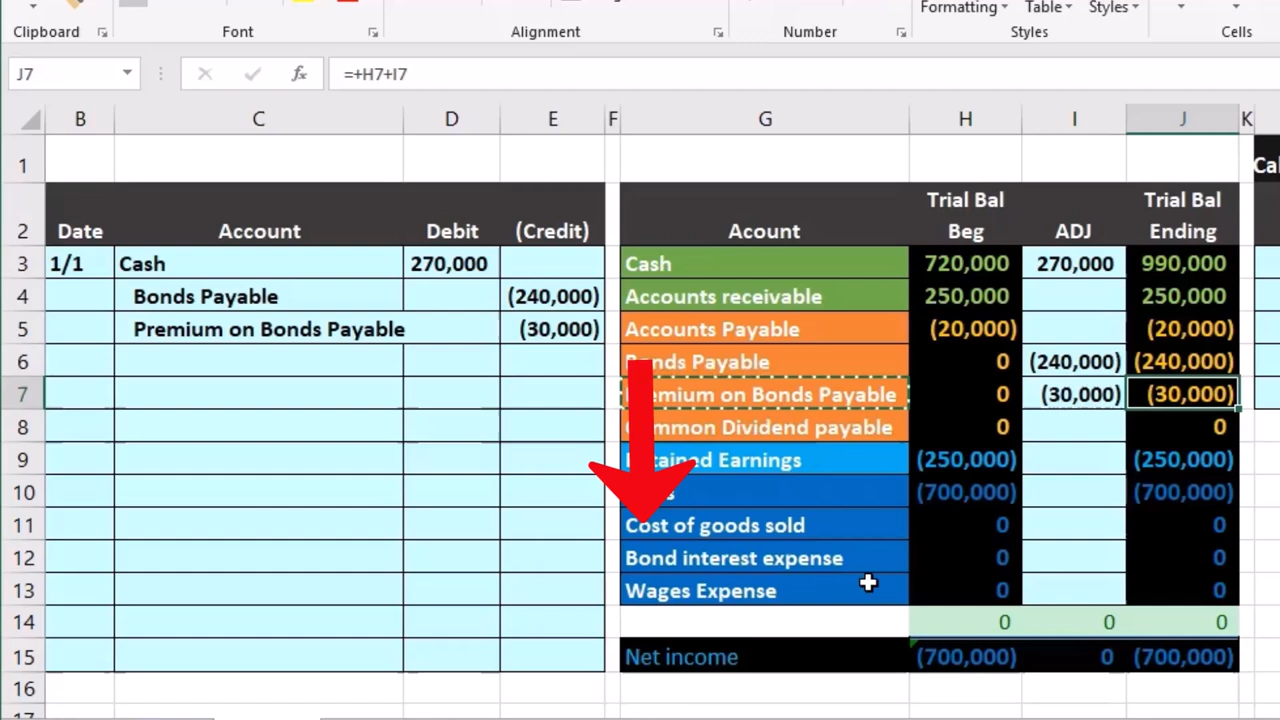 Formatting Table Styles
Clipboard Font Alignment Number Styles Cells
J7 fx =+H7+I7
B C D E F G H I J K
1
2 Date Account Debit (Credit) Acount Trial Bal Beg ADJ Trial Bal Ending
3 1/1 Cash 270,000 Cash 720,000 270,000 990,000
4 Bonds Payable (240,000) Accounts receivable 250,000 250,000
5 Premium on Bonds Payable (30,000) Accounts Payable (20,000) (20,000)
6 Bonds Payable 0 (240,000) (240,000)
7 Premium on Bonds Payable 0 (30,000) (30,000)
8 Common Dividend payable 0 0
9 Retained Earnings (250,000) (250,000)
10 (700,000) (700,000)
11 Cost of goods sold 0 0
12 Bond interest expense 0 0
13 Wages Expense 0 0
14 0 0 0
15 Net income (700,000) 0 (700,000)
16
17